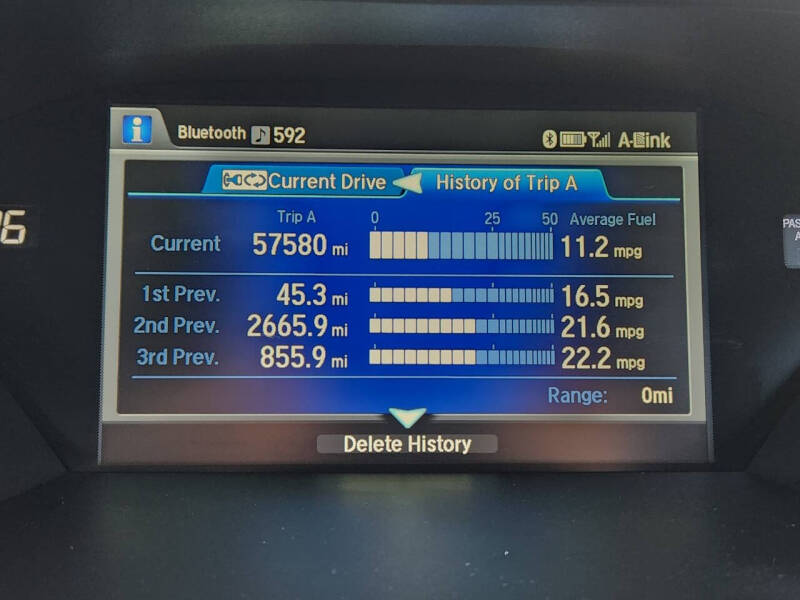 Bluetooth 592 A-Link
Current Drive History of Trip A
Trip A 0 25 50 Average Fuel
Current 57580 mi 11.2 mpg
1st Prev. 45.3 mi 16.5 mpg
2nd Prev. 2665.9 mi 21.6 mpg
3rd Prev. 855.9 mi 22.2 mpg
Range: 0mi
Delete History
PAS